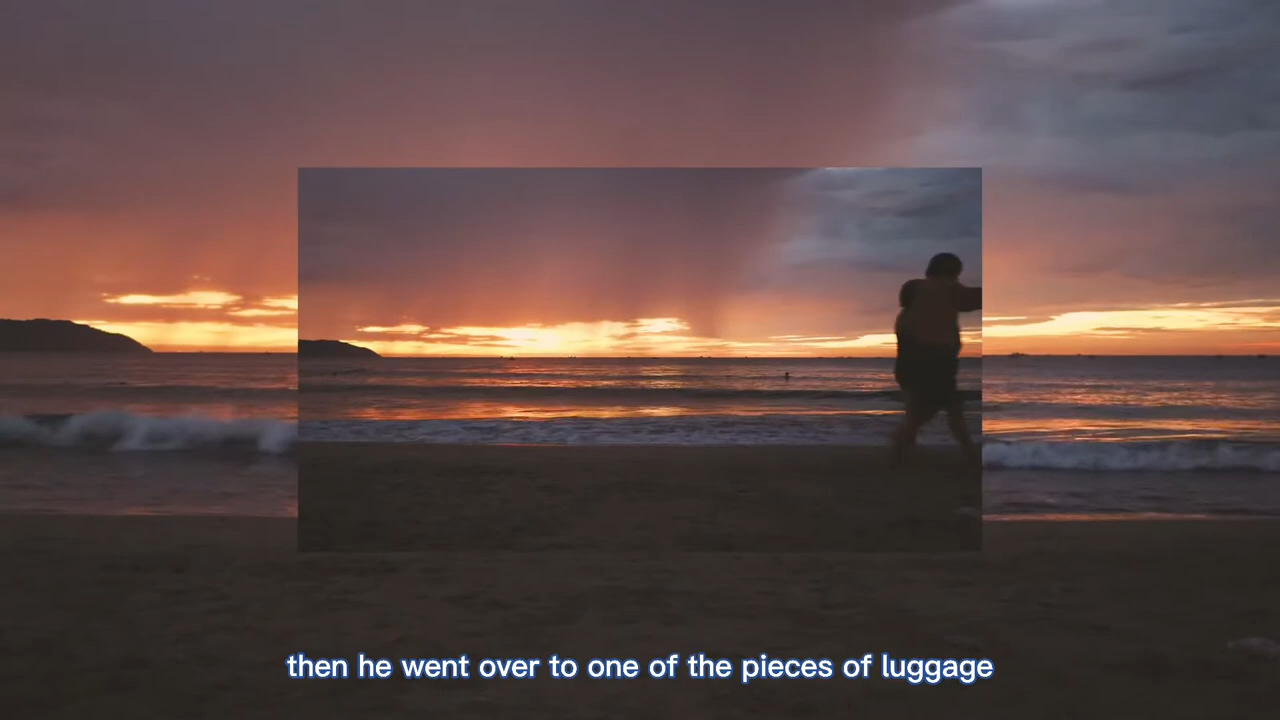 then he went over to one of the pieces of luggage